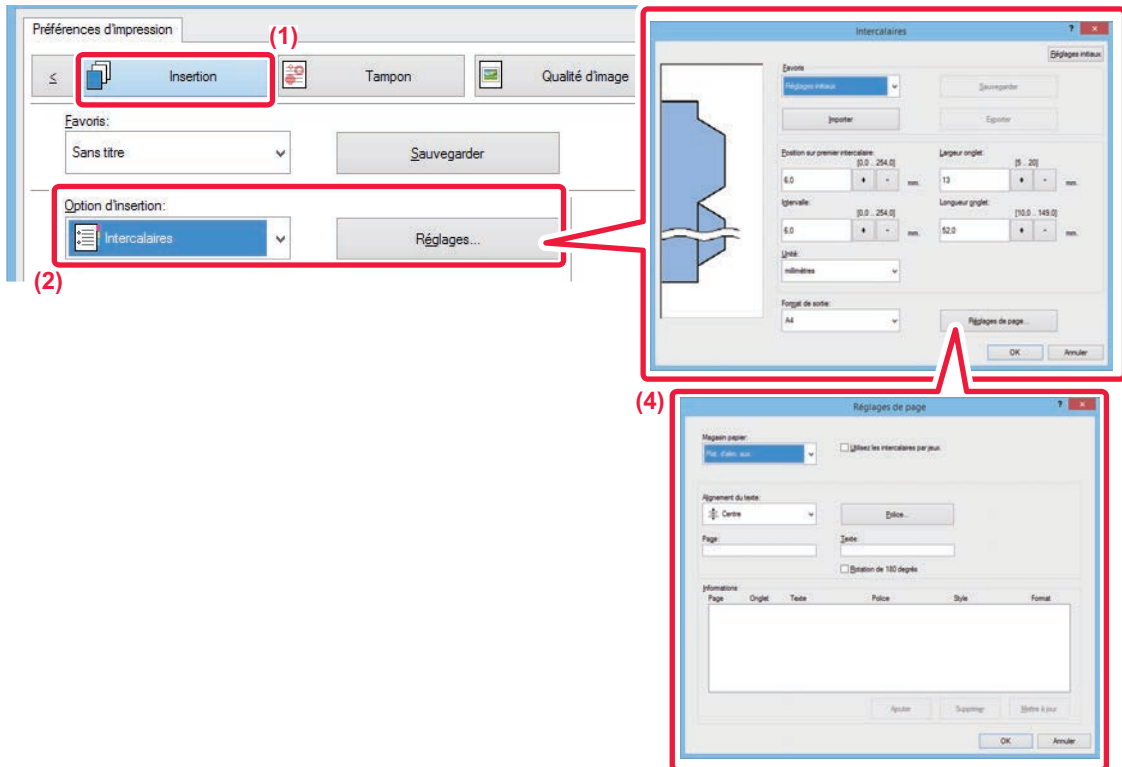 Préférences d'impression
(1)
<
Insertion
Tampon
Qualité d'image
Favoris:
Sans titre
Sauvegarder
Option d'insertion:
Intercalaires
Réglages...
(2)
Intercalaires
? ×
Réglages initiaux
Favoris
Réglages initiaux
Sauvegarder
Importer
Exporter
Position sur premier intercalaire:
[0,0 .. 254,0]
6,0
+ -
mm.
Largeur onglet:
[5 .. 20]
13
+ -
mm.
Intervalle:
[0,0 .. 254,0]
6,0
+ -
mm.
Longueur onglet:
[10,0 .. 149,0]
52,0
+ -
mm.
Unité:
millimètres
Format de sortie:
A4
Réglages de page...
OK
Annuler
(4)
Réglages de page
? ×
Magasin papier:
Plat. d'alim. aux.
Utilisez les intercalaires par jeux.
Alignement du texte:
Centre
Police...
Page:
Texte:
Rotation de 180 degrés
Informations
Page Onglet Texte Police Style Format
Ajouter
Supprimer
Mettre à jour
OK
Annuler